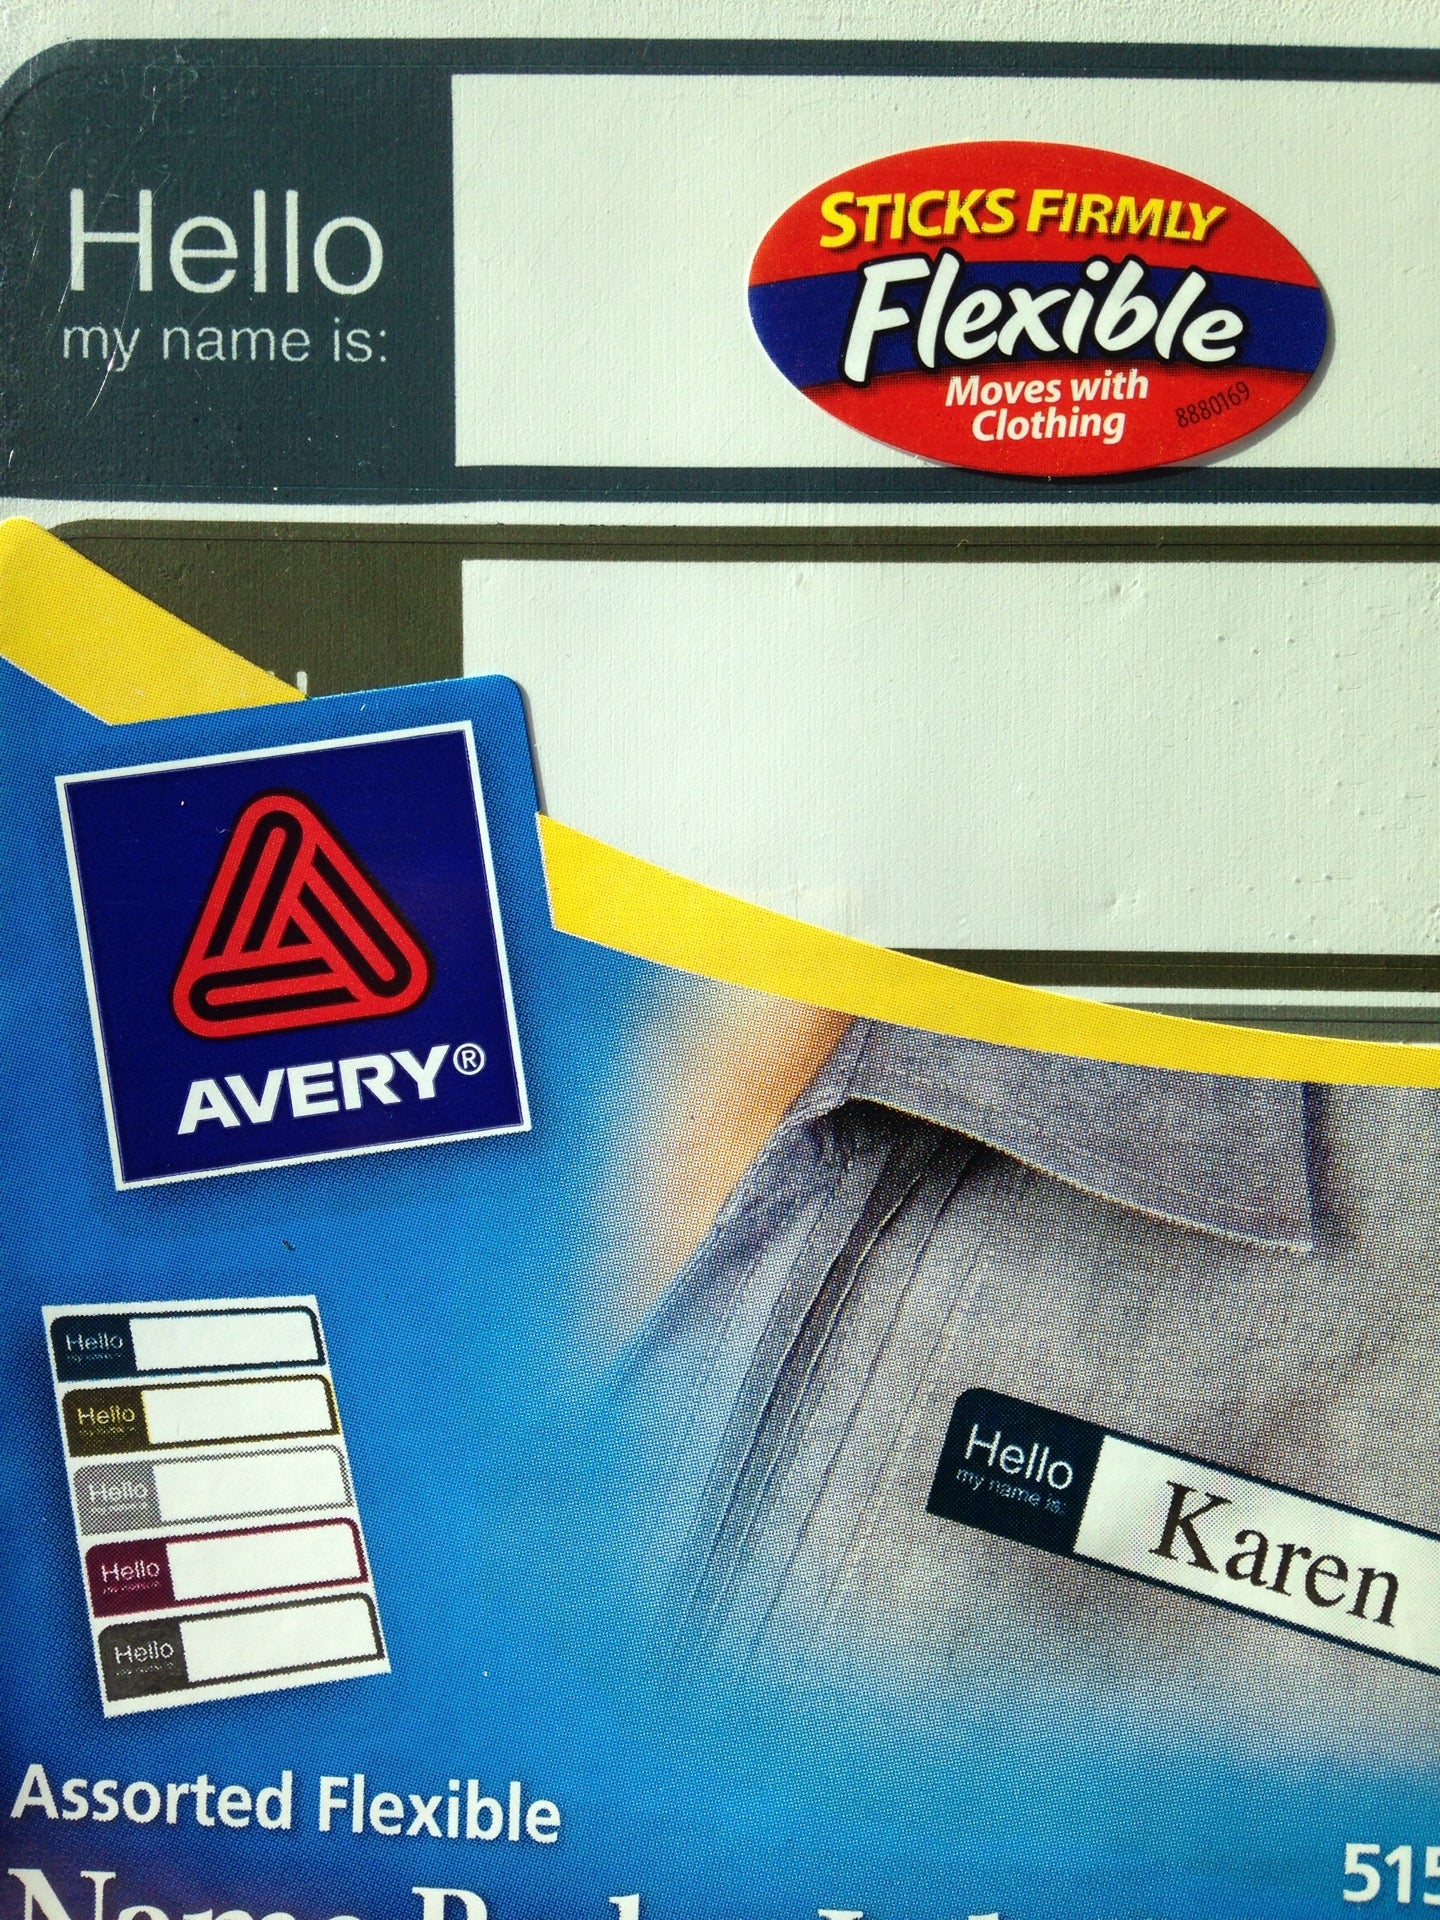 Hello
my name is:
STICKS FIRMLY
Flexible
Moves with
Clothing
8880169
AVERY®
Hello
Hello
Hello
Hello
Hello
Hello
my name is:
Karen
Assorted Flexible
515
Name